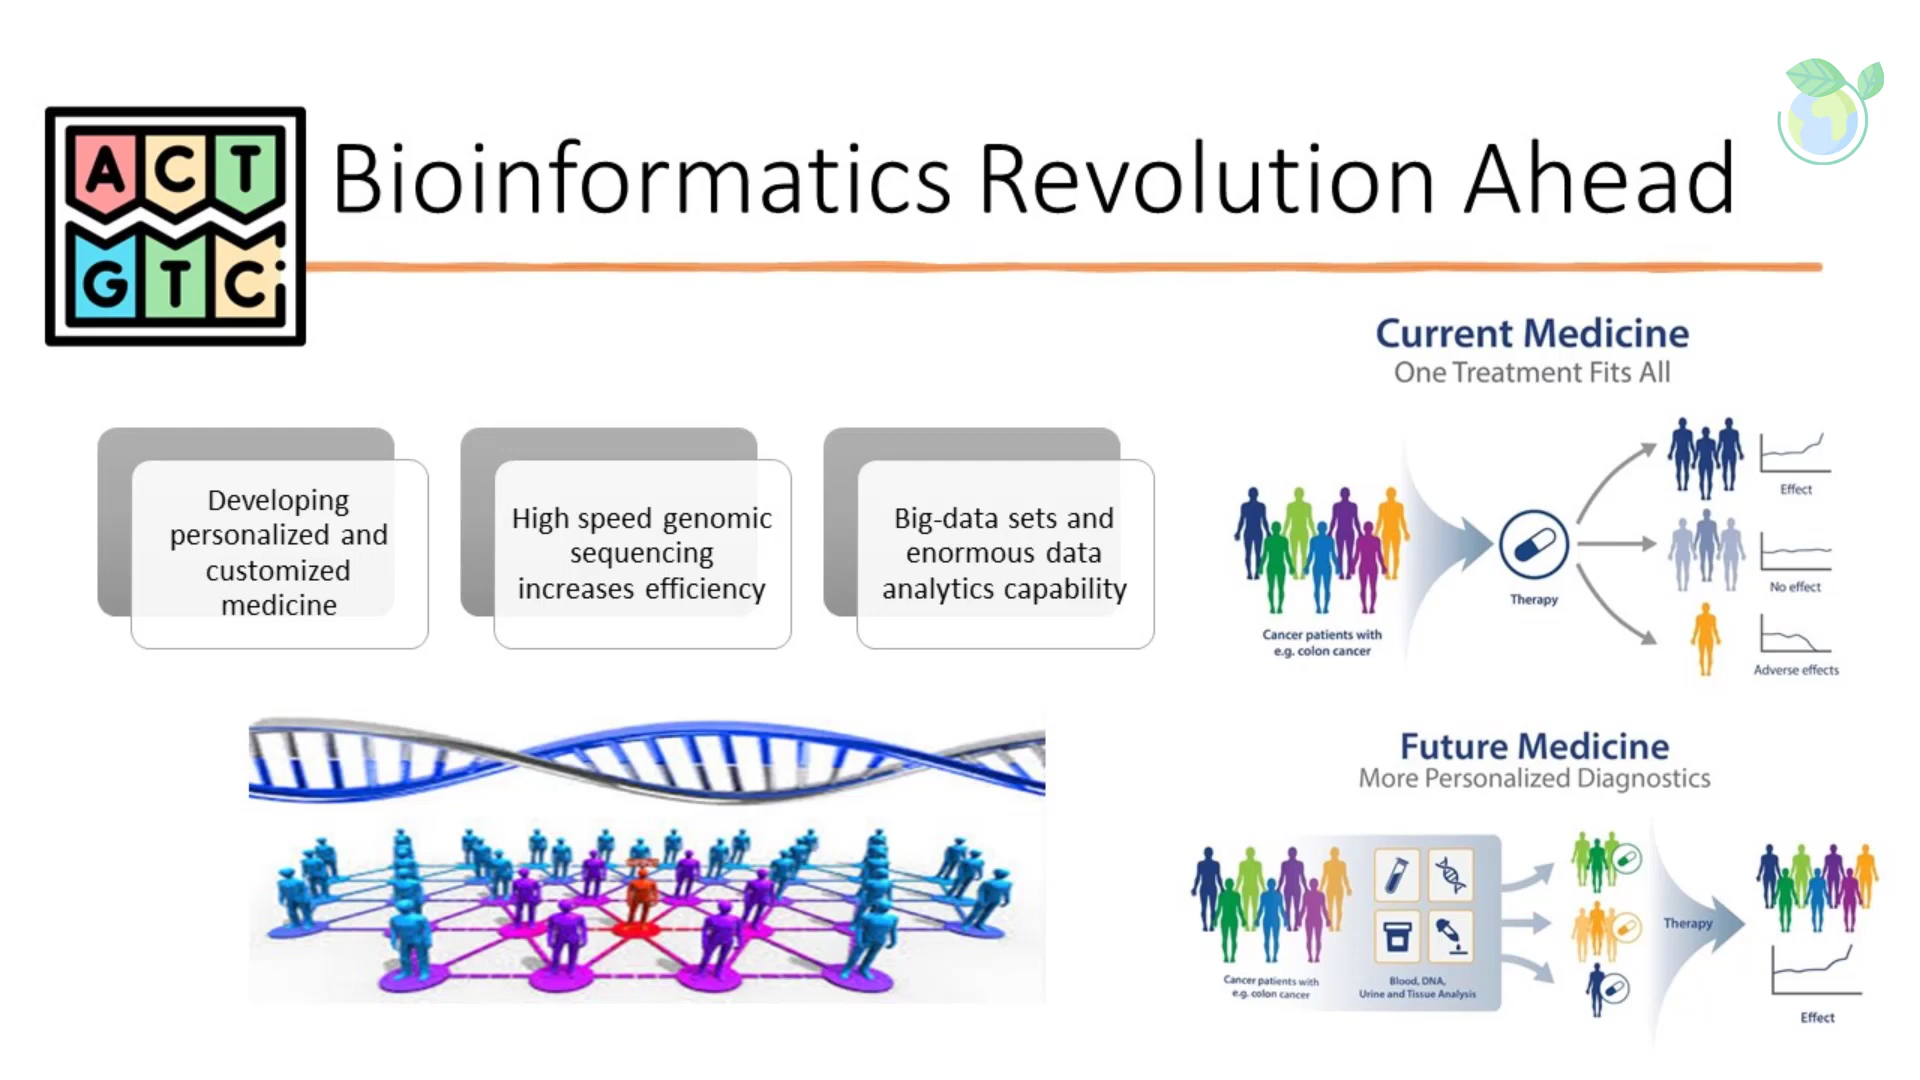 ACT
GTC
Bioinformatics Revolution Ahead
Developing
personalized and
customized
medicine
High speed genomic
sequencing
increases efficiency
Big-data sets and
enormous data
analytics capability
Current Medicine
One Treatment Fits All
Cancer patients with
e.g. colon cancer
Therapy
Effect
No effect
Adverse effects
Future Medicine
More Personalized Diagnostics
Cancer patients with
e.g. colon cancer
Blood, DNA,
Urine and Tissue Analysis
Therapy
Effect